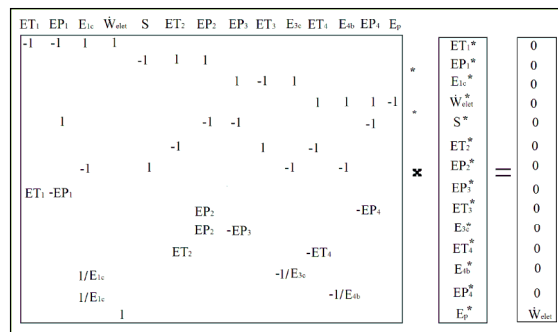 ET1 EP1 E1c Ẇelet S ET2 EP2 EP3 ET3 E3c ET4 E4b EP4 Ep
-1 -1 1 1 ET1*
-1 1 1 EP1*
1 -1 1 * E1c*
1 1 1 -1 Ẇelet*
1 -1 -1 -1 * S*
-1 1 -1 ET2*
-1 1 -1 -1 EP2*
ET1 -EP1 EP3*
EP2 -EP4 ET3*
EP2 -EP3 E3c*
ET2 -ET4 ET4*
1/E1c -1/E3c E4b*
1/E1c -1/E4b EP4*
1 Ep*
× =
0
0
0
0
0
0
0
0
0
0
0
0
0
Ẇelet